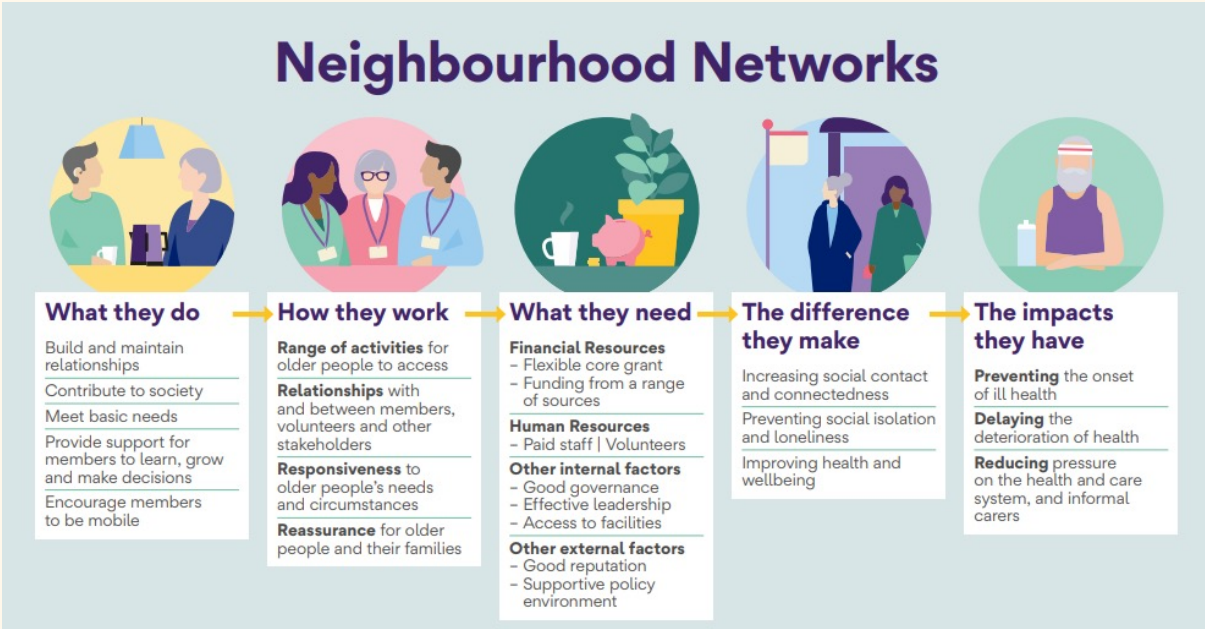 Neighbourhood Networks
What they do
Build and maintain
relationships
Contribute to society
Meet basic needs
Provide support for
members to learn, grow
and make decisions
Encourage members
to be mobile
How they work
Range of activities for
older people to access
Relationships with
and between members,
volunteers and other
stakeholders
Responsiveness to
older people's needs
and circumstances
Reassurance for older
people and their families
What they need
Financial Resources
– Flexible core grant
– Funding from a range
of sources
Human Resources
– Paid staff | Volunteers
Other internal factors
– Good governance
– Effective leadership
– Access to facilities
Other external factors
– Good reputation
– Supportive policy
environment
The difference
they make
Increasing social contact
and connectedness
Preventing social isolation
and loneliness
Improving health and
wellbeing
The impacts
they have
Preventing the onset
of ill health
Delaying the
deterioration of health
Reducing pressure
on the health and care
system, and informal
carers